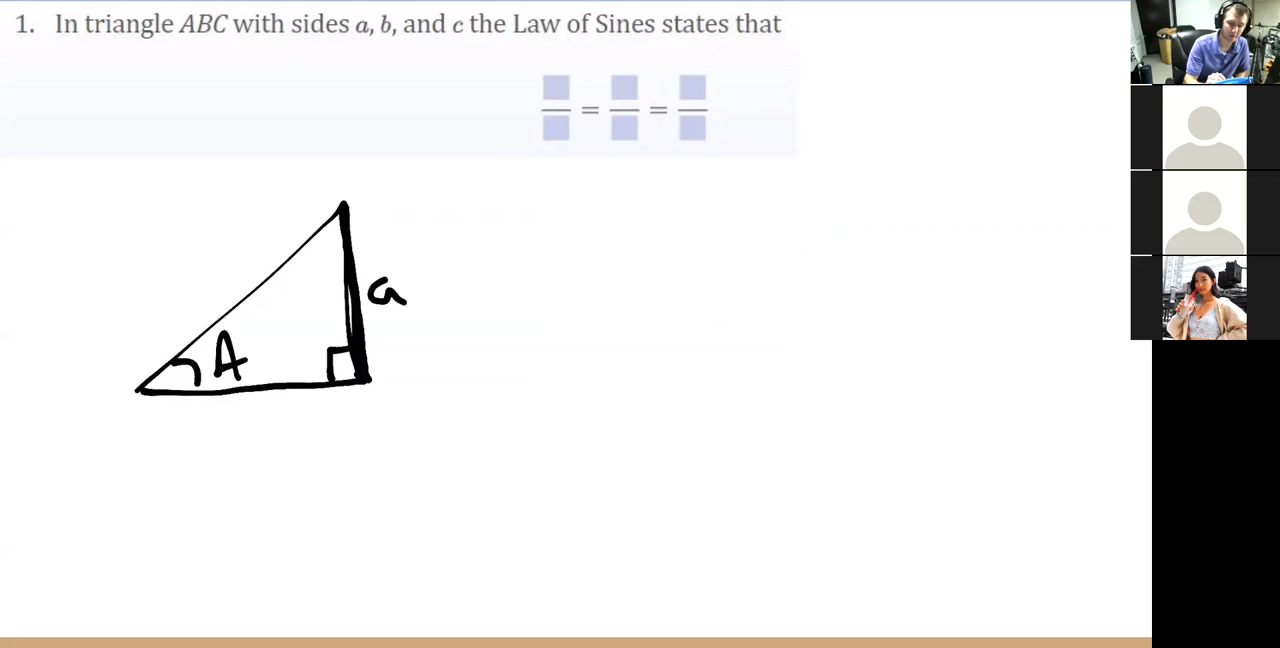 1. In triangle ABC with sides a, b, and c the Law of Sines states that
= =
a
A